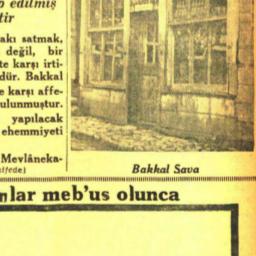 edilmiş
tir
akı satmak,
değil, bir
te karşı irti-
dür. Bakkal
e karşı affe-
ulunmuştur.
yapılacak
ehemmiyeti
Mevlâneka-
Bakkal Sava
nlar meb'us olunca